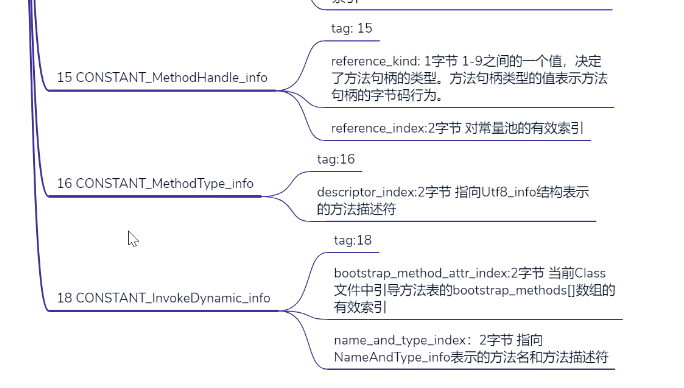 索引
tag: 15
15 CONSTANT_MethodHandle_info
reference_kind: 1字节 1-9之间的一个值，决定
了方法句柄的类型。方法句柄类型的值表示方法
句柄的字节码行为。
reference_index:2字节 对常量池的有效索引
tag:16
16 CONSTANT_MethodType_info
descriptor_index:2字节 指向Utf8_info结构表示
的方法描述符
tag:18
18 CONSTANT_InvokeDynamic_info
bootstrap_method_attr_index:2字节 当前Class
文件中引导方法表的bootstrap_methods[]数组的
有效索引
name_and_type_index：2字节 指向
NameAndType_info表示的方法名和方法描述符